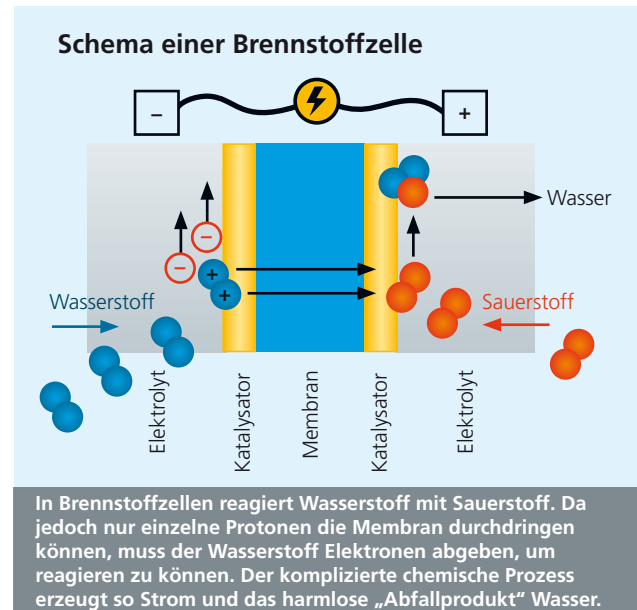 Schema einer Brennstoffzelle
–
+
Wasser
–
–
+
+
Wasserstoff
Sauerstoff
Elektrolyt
Katalysator
Membran
Katalysator
Elektrolyt
In Brennstoffzellen reagiert Wasserstoff mit Sauerstoff. Da
jedoch nur einzelne Protonen die Membran durchdringen
können, muss der Wasserstoff Elektronen abgeben, um
reagieren zu können. Der komplizierte chemische Prozess
erzeugt so Strom und das harmlose „Abfallprodukt“ Wasser.